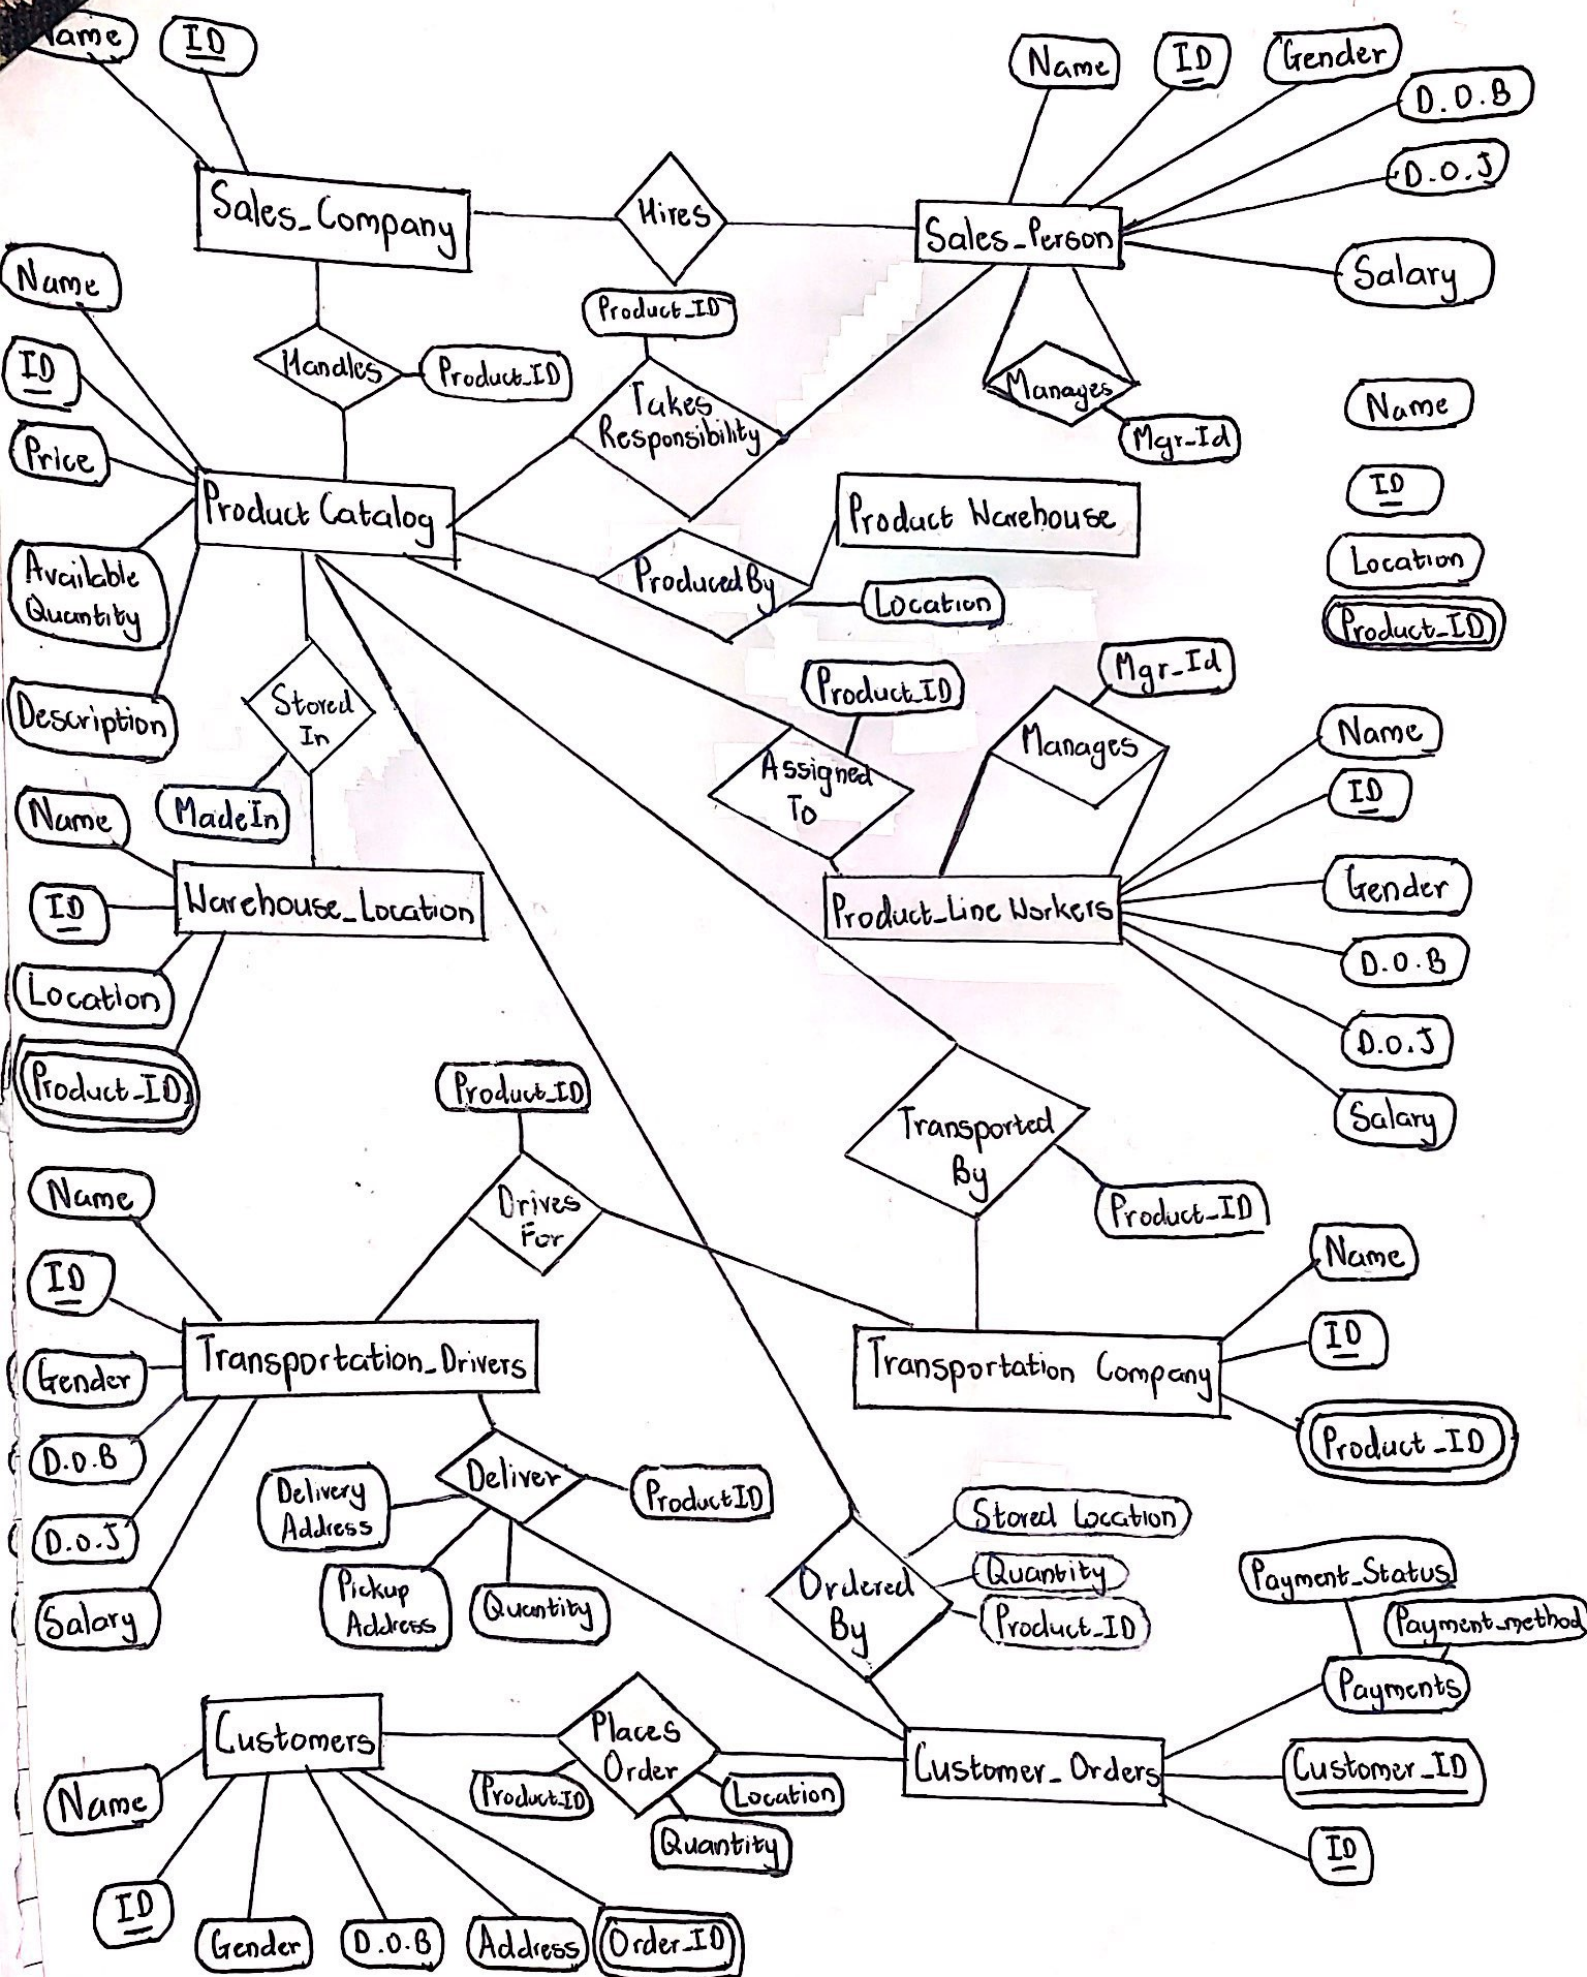 Name
ID
Name
ID
Gender
D.O.B
D.O.J
Salary
Sales_Company
Hires
Sales_Person
Name
ID
Price
Available
Quantity
Description
Handles
Product_ID
Product_ID
Takes
Responsibility
Manages
Mgr_Id
Name
ID
Location
Product_ID
Product Catalog
Product Warehouse
Produced By
Location
Stored
In
MadeIn
Product_ID
Assigned
To
Mgr_Id
Manages
Name
ID
Gender
D.O.B
D.O.J
Salary
Name
ID
Location
Product_ID
Warehouse_Location
Product_Line Workers
Product_ID
Drives
For
Transported
By
Product_ID
Name
ID
Gender
D.O.B
D.O.J
Salary
Transportation_Drivers
Transportation Company
Name
ID
Product_ID
Deliver
Delivery
Address
Pickup
Address
Quantity
ProductID
Ordered
By
Stored Location
Quantity
Product_ID
Payment_Status
Payment_method
Payments
Customers
Places
Order
ProductID
Location
Quantity
Customer_Orders
Customer_ID
ID
Name
ID
Gender
D.O.B
Address
Order_ID